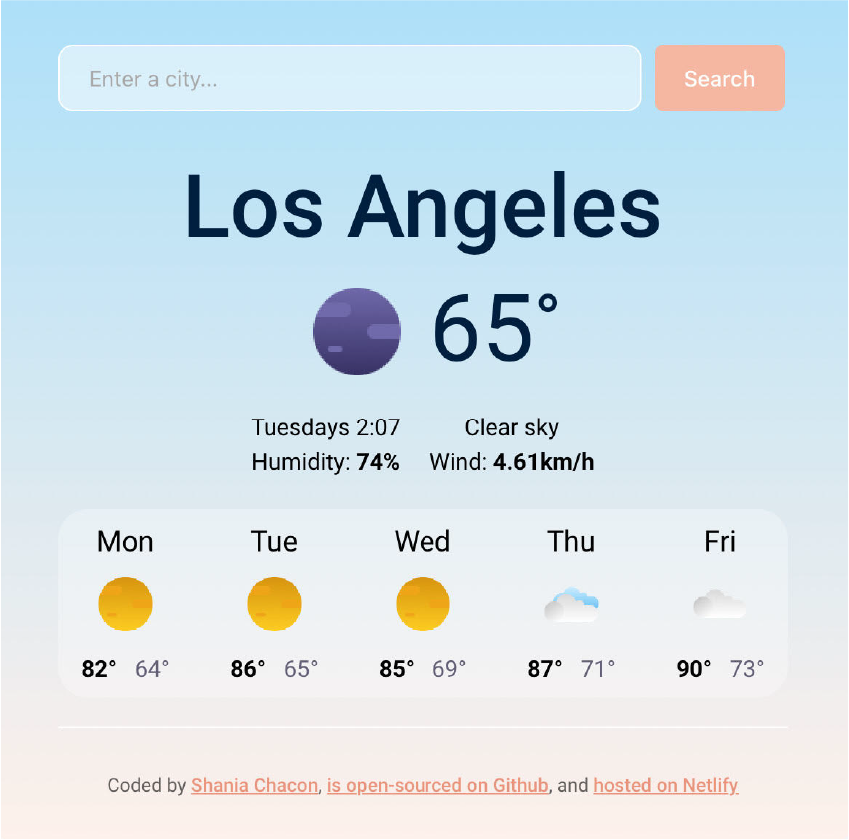 Enter a city...
Search
Los Angeles
65°
Tuesdays 2:07
Clear sky
Humidity: 74%
Wind: 4.61km/h
Mon Tue Wed Thu Fri
82° 64° 86° 65° 85° 69° 87° 71° 90° 73°
Coded by Shania Chacon, is open-sourced on Github, and hosted on Netlify